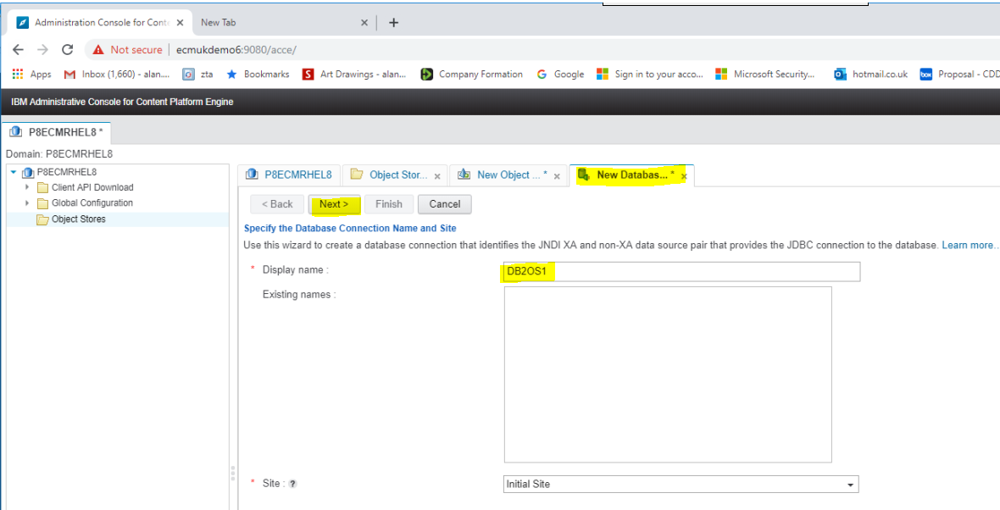 Administration Console for Conte
New Tab
Not secure | ecmukdemo6:9080/acce/
Apps Inbox (1,660) - alan.... zta Bookmarks Art Drawings - alan... Company Formation Google Sign in to your acco... Microsoft Security... hotmail.co.uk box Proposal - CDD
IBM Administrative Console for Content Platform Engine
P8ECMRHEL8 *
Domain: P8ECMRHEL8
P8ECMRHEL8
Client API Download
Global Configuration
Object Stores
P8ECMRHEL8 Object Stor... New Object ... * New Databas... *
< Back Next > Finish Cancel
Specify the Database Connection Name and Site
Use this wizard to create a database connection that identifies the JNDI XA and non-XA data source pair that provides the JDBC connection to the database. Learn more...
* Display name : DB2OS1
Existing names :
* Site : ? Initial Site